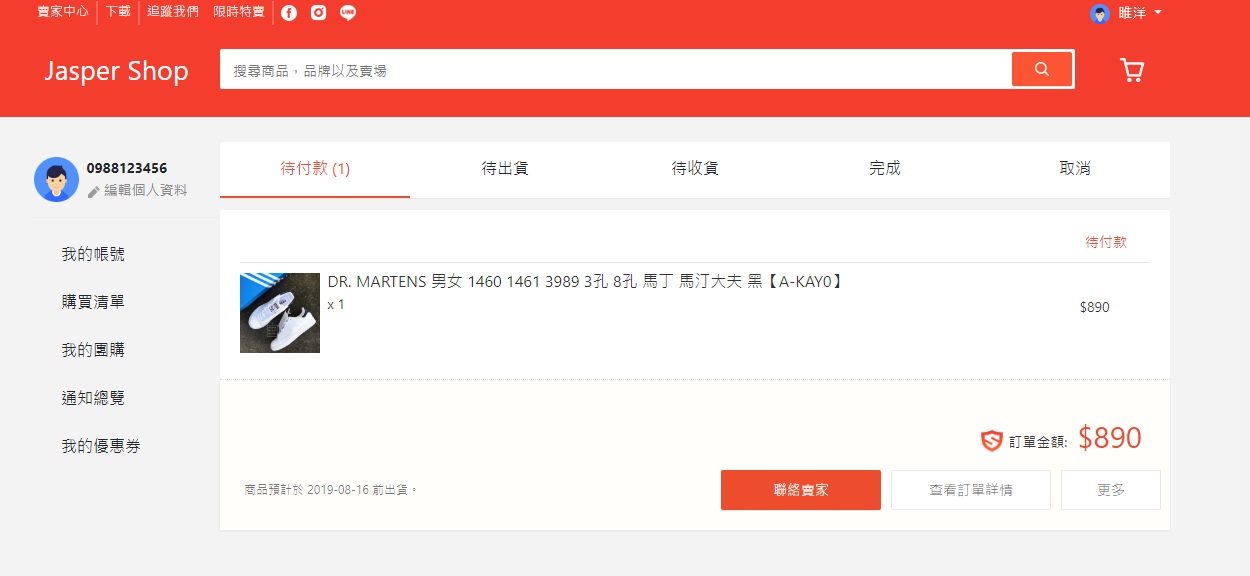 賣家中心 下載 追蹤我們 限時特賣
睢洋
Jasper Shop
搜尋商品，品牌以及賣場
0988123456
編輯個人資料
待付款 (1) 待出貨 待收貨 完成 取消
我的帳號
購買清單
我的團購
通知總覽
我的優惠券
待付款
DR. MARTENS 男女 1460 1461 3989 3孔 8孔 馬丁 馬汀大夫 黑【A-KAY0】
x 1
$890
訂單金額: $890
商品預計於 2019-08-16 前出貨。
聯絡賣家 查看訂單詳情 更多